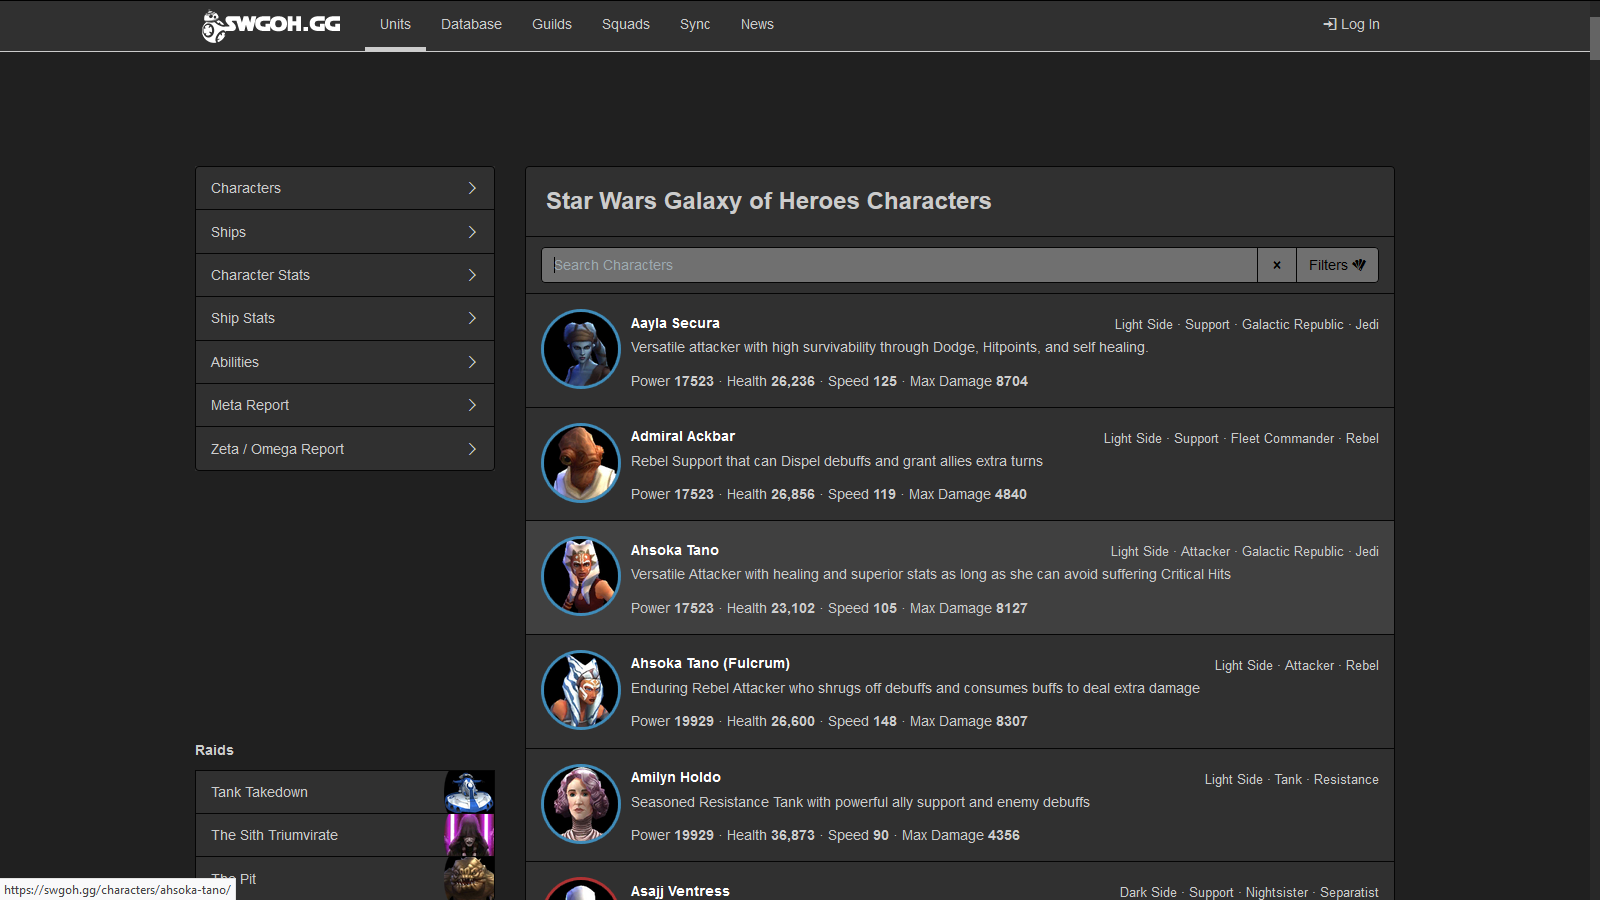 SWGOH.GG
Units
Database
Guilds
Squads
Sync
News
Log In
Characters
Ships
Character Stats
Ship Stats
Abilities
Meta Report
Zeta / Omega Report
Raids
Tank Takedown
The Sith Triumvirate
The Pit
https://swgoh.gg/characters/ahsoka-tano/
Star Wars Galaxy of Heroes Characters
Search Characters
×
Filters
Aayla Secura
Light Side · Support · Galactic Republic · Jedi
Versatile attacker with high survivability through Dodge, Hitpoints, and self healing.
Power 17523 · Health 26,236 · Speed 125 · Max Damage 8704
Admiral Ackbar
Light Side · Support · Fleet Commander · Rebel
Rebel Support that can Dispel debuffs and grant allies extra turns
Power 17523 · Health 26,856 · Speed 119 · Max Damage 4840
Ahsoka Tano
Light Side · Attacker · Galactic Republic · Jedi
Versatile Attacker with healing and superior stats as long as she can avoid suffering Critical Hits
Power 17523 · Health 23,102 · Speed 105 · Max Damage 8127
Ahsoka Tano (Fulcrum)
Light Side · Attacker · Rebel
Enduring Rebel Attacker who shrugs off debuffs and consumes buffs to deal extra damage
Power 19929 · Health 26,600 · Speed 148 · Max Damage 8307
Amilyn Holdo
Light Side · Tank · Resistance
Seasoned Resistance Tank with powerful ally support and enemy debuffs
Power 19929 · Health 36,873 · Speed 90 · Max Damage 4356
Asajj Ventress
Dark Side · Support · Nightsister · Separatist